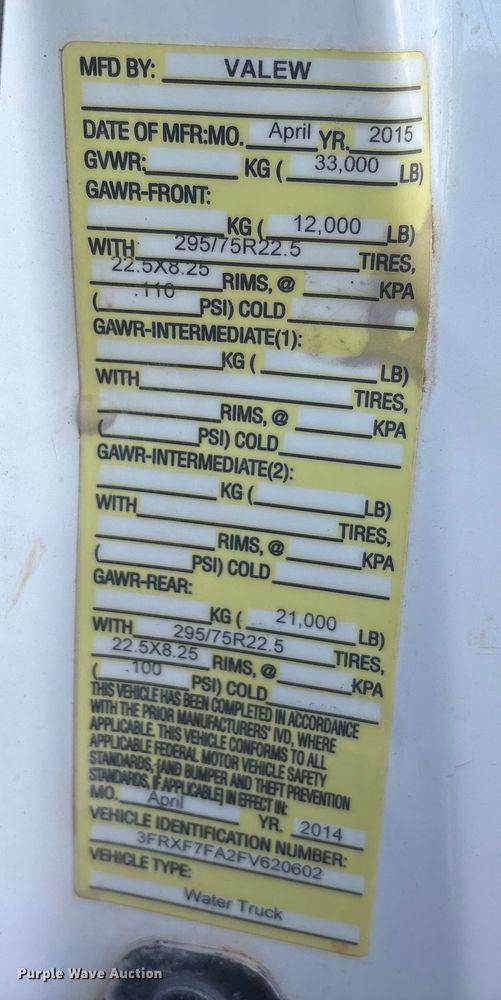 MFD BY: VALEW
DATE OF MFR:MO. April YR. 2015
GVWR: KG ( 33,000 LB)
GAWR-FRONT:
KG ( 12,000 LB)
WITH 295/75R22.5 TIRES,
22.5X8.25 RIMS, @ KPA
( .110 PSI) COLD
GAWR-INTERMEDIATE(1):
KG ( LB)
WITH TIRES,
RIMS, @ KPA
( PSI) COLD
GAWR-INTERMEDIATE(2):
KG ( LB)
WITH TIRES,
RIMS, @ KPA
( PSI) COLD
GAWR-REAR:
KG ( 21,000 LB)
WITH 295/75R22.5 TIRES,
22.5X8.25 RIMS, @ KPA
( .100 PSI) COLD
THIS VEHICLE HAS BEEN COMPLETED IN ACCORDANCE
WITH THE PRIOR MANUFACTURERS' IVD, WHERE
APPLICABLE. THIS VEHICLE CONFORMS TO ALL
APPLICABLE FEDERAL MOTOR VEHICLE SAFETY
STANDARDS, [AND BUMPER AND THEFT PREVENTION
STANDARDS, IF APPLICABLE] IN EFFECT IN:
MO. April YR. 2014
VEHICLE IDENTIFICATION NUMBER:
3FRXF7FA2FV620602
VEHICLE TYPE:
Water Truck
Purple Wave Auction